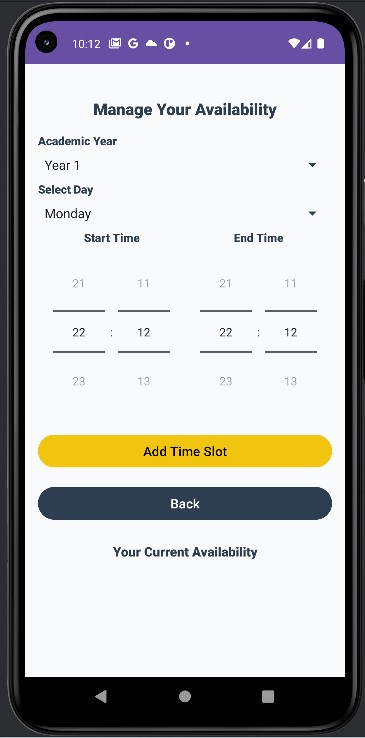 10:12
Manage Your Availability
Academic Year
Year 1
Select Day
Monday
Start Time End Time
21 11 21 11
22 : 12 22 : 12
23 13 23 13
Add Time Slot
Back
Your Current Availability